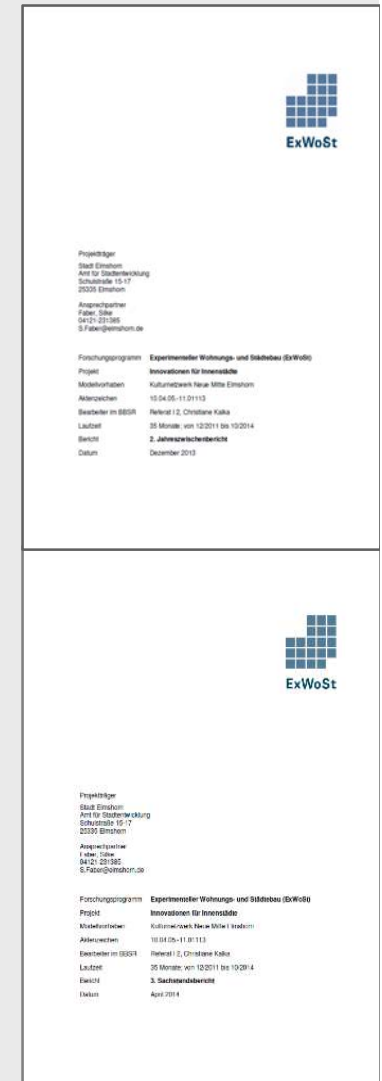 ExWoSt
Projektträger
Stadt Elmshorn
Amt für Stadtentwicklung
Schulstraße 15-17
25335 Elmshorn
Ansprechpartner
Faber, Silke
04121-231385
S.Faber@elmshorn.de
Forschungsprogramm Experimenteller Wohnungs- und Städtebau (ExWoSt)
Projekt Innovationen für Innenstädte
Modellvorhaben Kulturnetzwerk Neue Mitte Elmshorn
Aktenzeichen 10.04.05.-11.01113
Bearbeiter im BBSR Referat I 2, Christiane Kalka
Laufzeit 35 Monate; von 12/2011 bis 10/2014
Bericht 2. Jahreszwischenbericht
Datum Dezember 2013
ExWoSt
Projektträger
Stadt Elmshorn
Amt für Stadtentwicklung
Schulstraße 15-17
25335 Elmshorn
Ansprechpartner
Faber, Silke
04121-231385
S.Faber@elmshorn.de
Forschungsprogramm Experimenteller Wohnungs- und Städtebau (ExWoSt)
Projekt Innovationen für Innenstädte
Modellvorhaben Kulturnetzwerk Neue Mitte Elmshorn
Aktenzeichen 10.04.05.-11.01113
Bearbeiter im BBSR Referat I 2, Christiane Kalka
Laufzeit 35 Monate; von 12/2011 bis 10/2014
Bericht 3. Sachstandsbericht
Datum April 2014